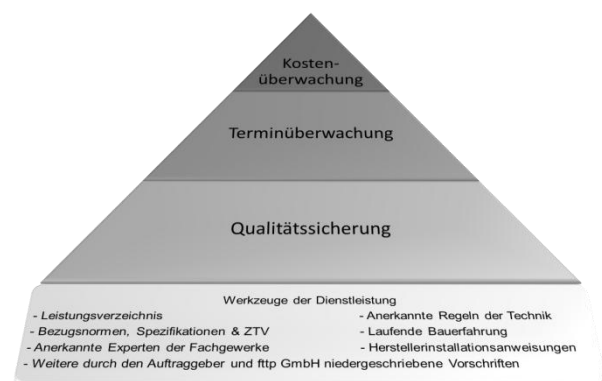 Kosten-
überwachung
Terminüberwachung
Qualitätssicherung
Werkzeuge der Dienstleistung
- Leistungsverzeichnis
- Anerkannte Regeln der Technik
- Bezugsnormen, Spezifikationen & ZTV
- Laufende Bauerfahrung
- Anerkannte Experten der Fachgewerke
- Herstellerinstallationsanweisungen
- Weitere durch den Auftraggeber und fttp GmbH niedergeschriebene Vorschriften